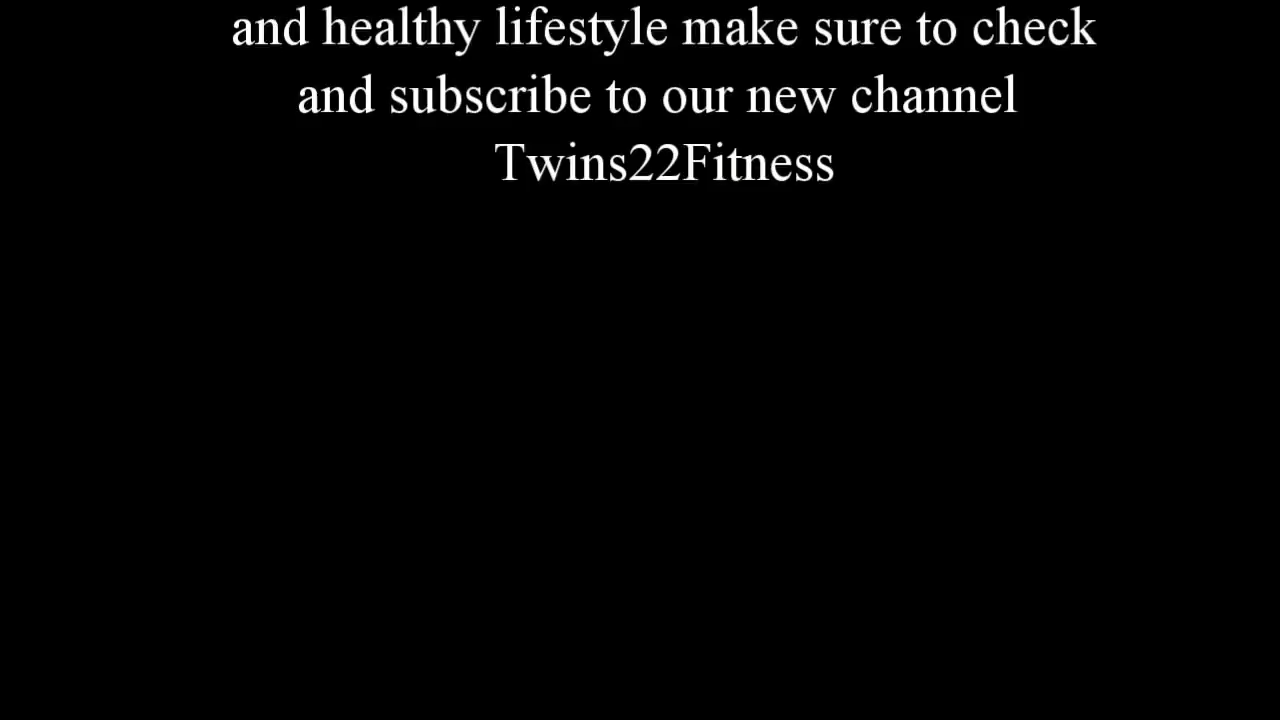 and healthy lifestyle make sure to check
and subscribe to our new channel
Twins22Fitness